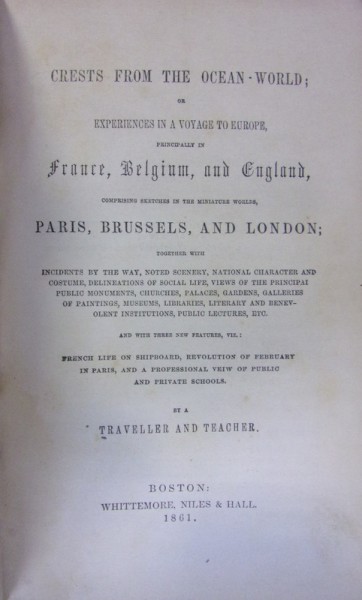 CRESTS FROM THE OCEAN-WORLD;
OR
EXPERIENCES IN A VOYAGE TO EUROPE,
PRINCIPALLY IN
France, Belgium, and England,
COMPRISING SKETCHES IN THE MINIATURE WORLDS,
PARIS, BRUSSELS, AND LONDON;
TOGETHER WITH
INCIDENTS BY THE WAY, NOTED SCENERY, NATIONAL CHARACTER AND
COSTUME, DELINEATIONS OF SOCIAL LIFE, VIEWS OF THE PRINCIPAI
PUBLIC MONUMENTS, CHURCHES, PALACES, GARDENS, GALLERIES
OF PAINTINGS, MUSEUMS, LIBRARIES, LITERARY AND BENEV-
OLENT INSTITUTIONS, PUBLIC LECTURES, ETC.
AND WITH THREE NEW FEATURES, VIZ.:
FRENCH LIFE ON SHIPBOARD, REVOLUTION OF FEBRUARY
IN PARIS, AND A PROFESSIONAL VEIW OF PUBLIC
AND PRIVATE SCHOOLS.
BY A
TRAVELLER AND TEACHER.
BOSTON:
WHITTEMORE, NILES & HALL.
1861.